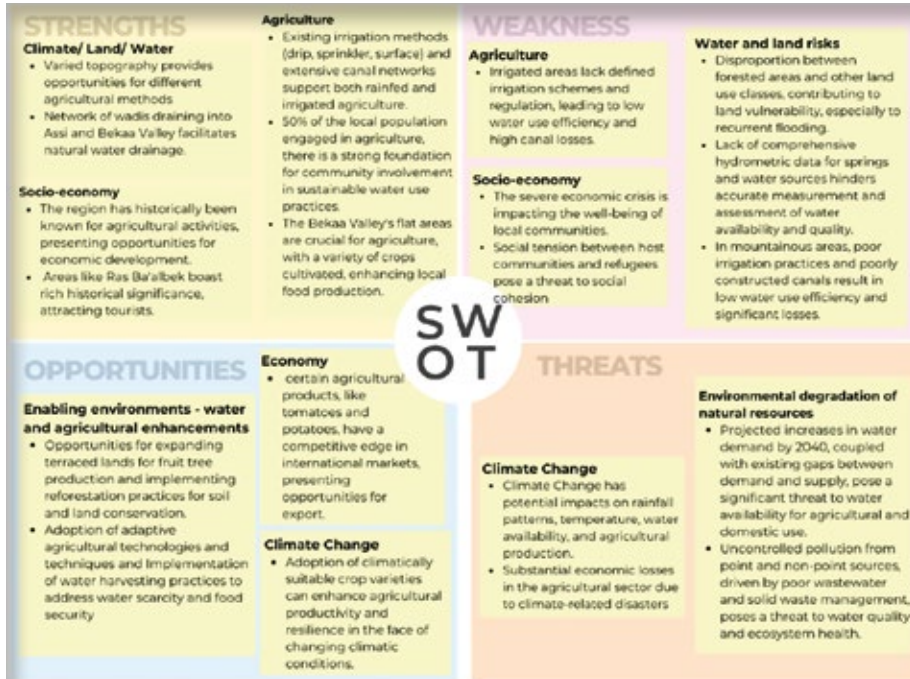 STRENGTHS
Climate/ Land/ Water
• Varied topography provides
opportunities for different
agricultural methods
• Network of wadis draining into
Assi and Bekaa Valley facilitates
natural water drainage.
Socio-economy
• The region has historically been
known for agricultural activities,
presenting opportunities for
economic development.
• Areas like Ras Ba'albek boast
rich historical significance,
attracting tourists.
Agriculture
• Existing irrigation methods
(drip, sprinkler, surface) and
extensive canal networks
support both rainfed and
irrigated agriculture.
• 50% of the local population
engaged in agriculture,
there is a strong foundation
for community involvement
in sustainable water use
practices.
• The Bekaa Valley's flat areas
are crucial for agriculture,
with a variety of crops
cultivated, enhancing local
food production.
WEAKNESS
Agriculture
• Irrigated areas lack defined
irrigation schemes and
regulation, leading to low
water use efficiency and
high canal losses.
Socio-economy
• The severe economic crisis is
impacting the well-being of
local communities.
• Social tension between host
communities and refugees
pose a threat to social
cohesion
Water and land risks
• Disproportion between
forested areas and other land
use classes, contributing to
land vulnerability, especially to
recurrent flooding.
• Lack of comprehensive
hydrometric data for springs
and water sources hinders
accurate measurement and
assessment of water
availability and quality.
• In mountainous areas, poor
irrigation practices and poorly
constructed canals result in
low water use efficiency and
significant losses.
SW
OT
OPPORTUNITIES
Enabling environments - water
and agricultural enhancements
• Opportunities for expanding
terraced lands for fruit tree
production and implementing
reforestation practices for soil
and land conservation.
• Adoption of adaptive
agricultural technologies and
techniques and Implementation
of water harvesting practices to
address water scarcity and food
security
Economy
• certain agricultural
products, like
tomatoes and
potatoes, have a
competitive edge in
international markets,
presenting
opportunities for
export.
Climate Change
• Adoption of climatically
suitable crop varieties
can enhance agricultural
productivity and
resilience in the face of
changing climatic
conditions.
THREATS
Climate Change
• Climate Change has
potential impacts on rainfall
patterns, temperature, water
availability, and agricultural
production.
• Substantial economic losses
in the agricultural sector due
to climate-related disasters
Environmental degradation of
natural resources
• Projected increases in water
demand by 2040, coupled
with existing gaps between
demand and supply, pose a
significant threat to water
availability for agricultural and
domestic use.
• Uncontrolled pollution from
point and non-point sources,
driven by poor wastewater
and solid waste management,
poses a threat to water quality
and ecosystem health.